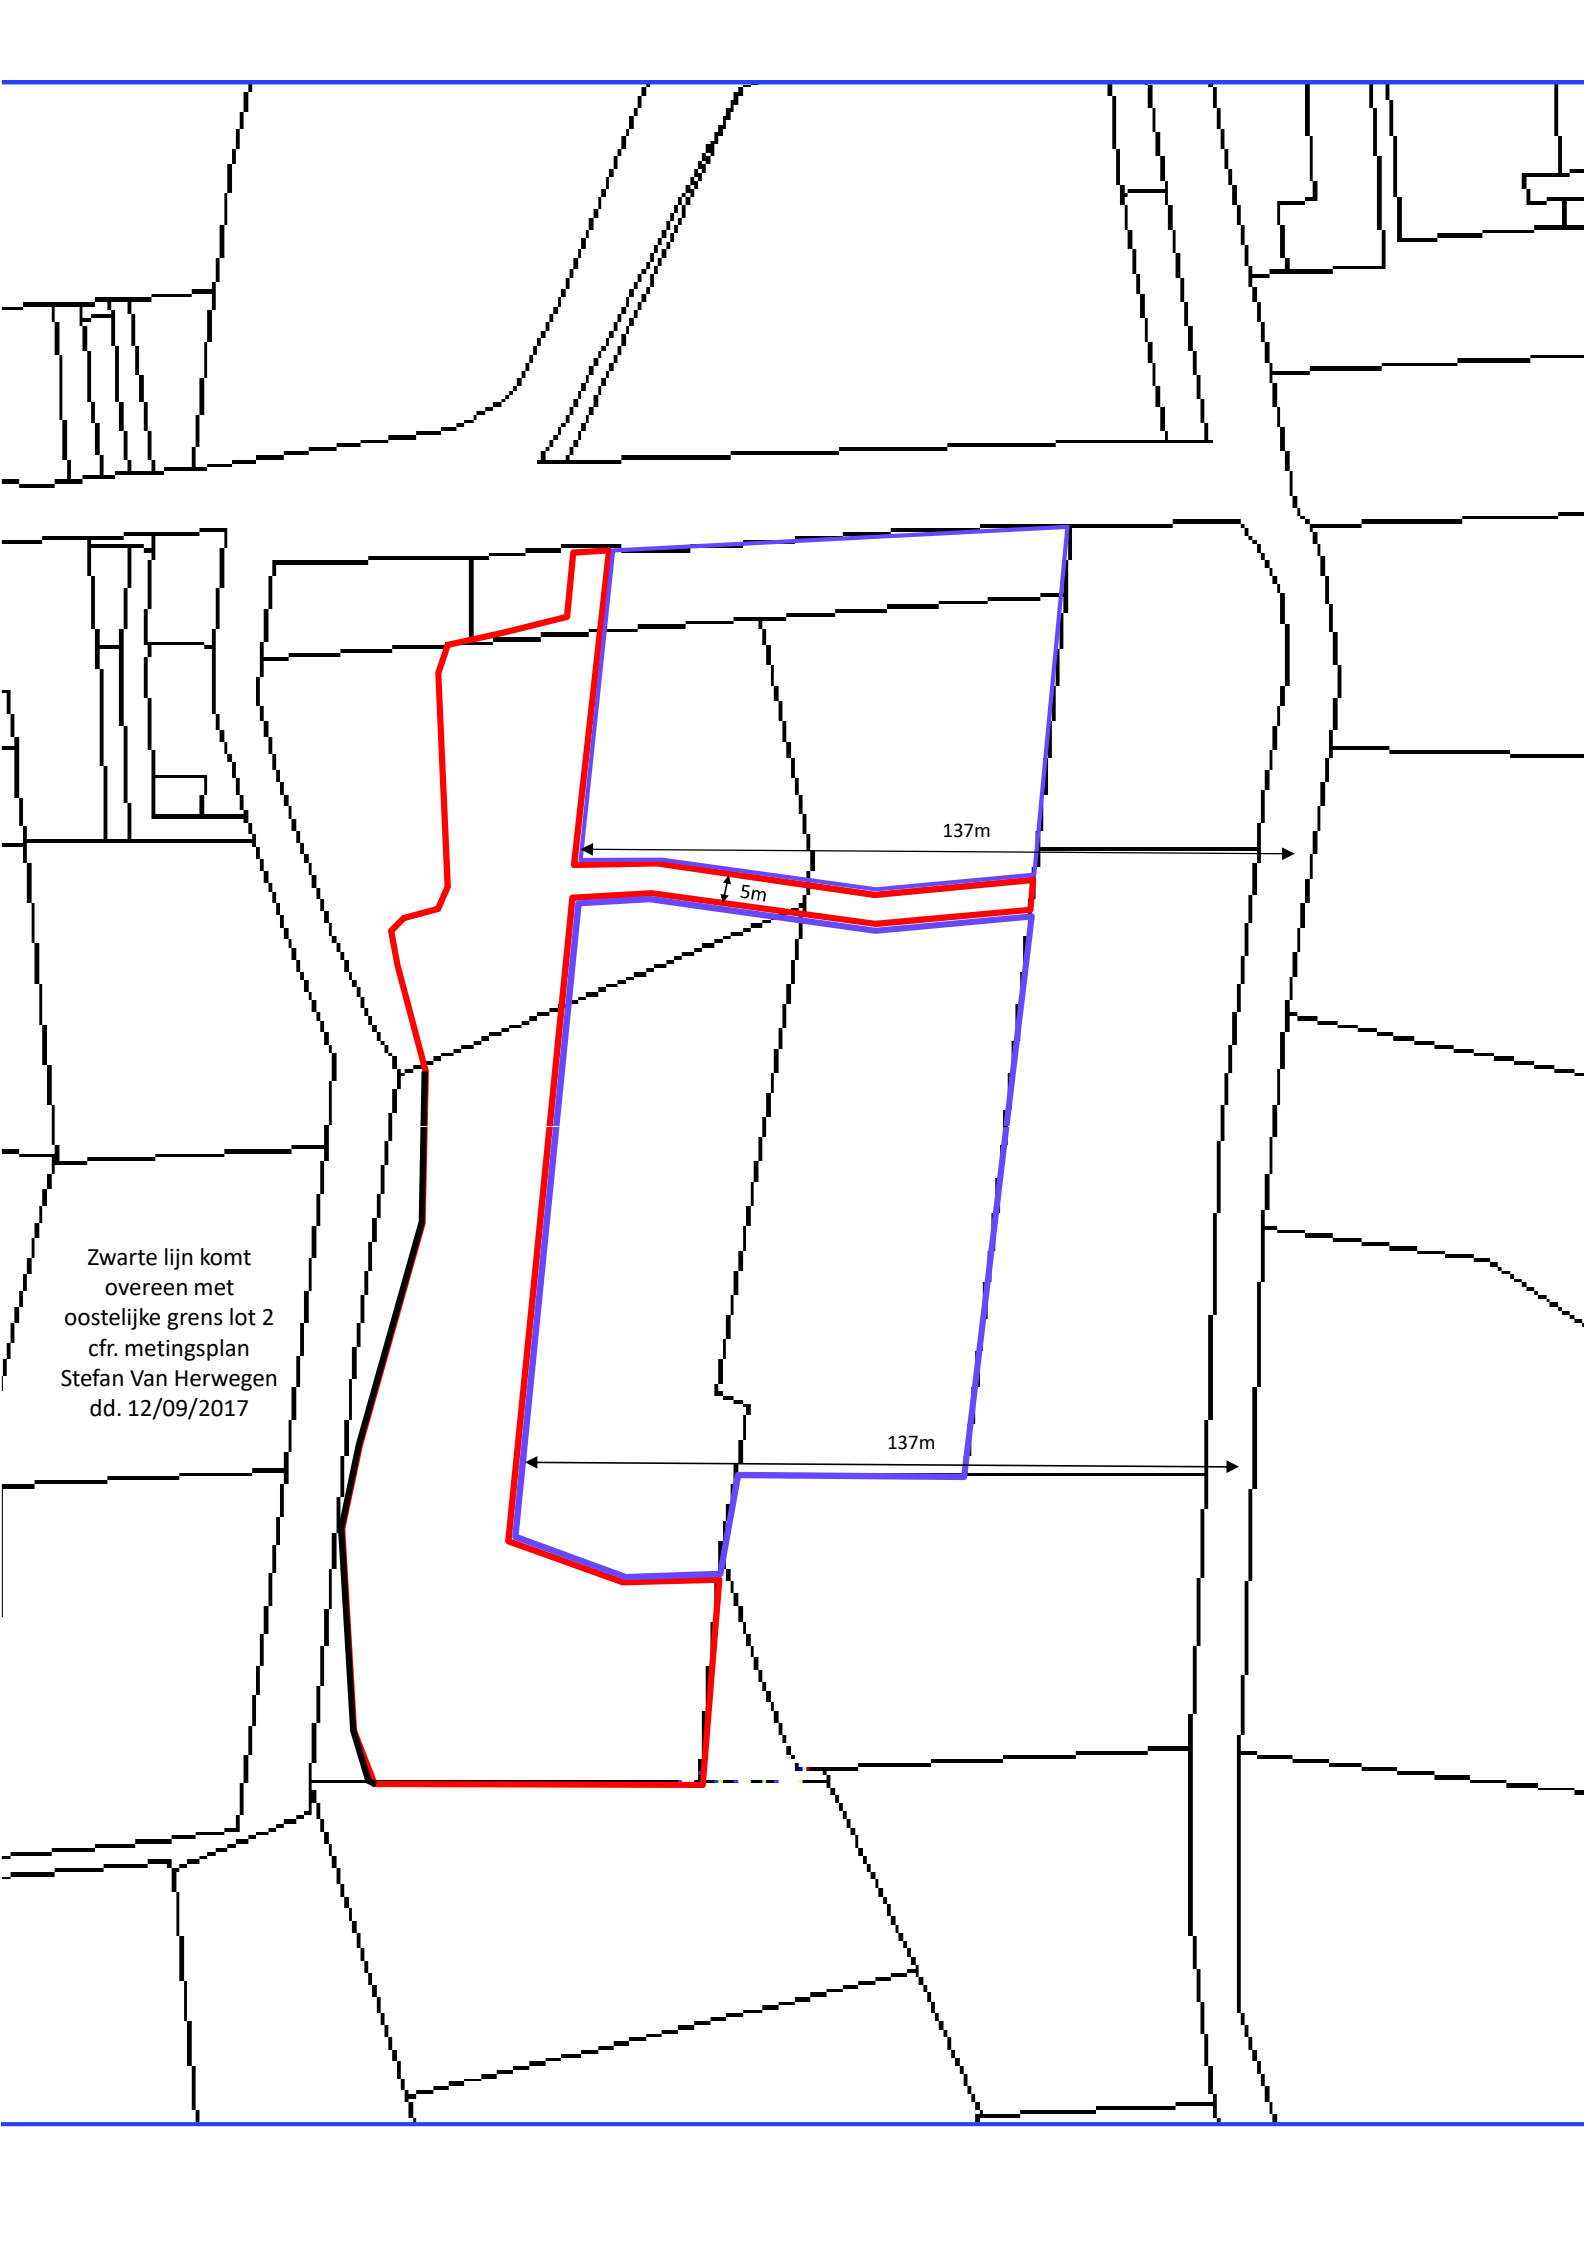 137m
5m
Zwarte lijn komt
overeen met
oostelijke grens lot 2
cfr. metingsplan
Stefan Van Herwegen
dd. 12/09/2017
137m